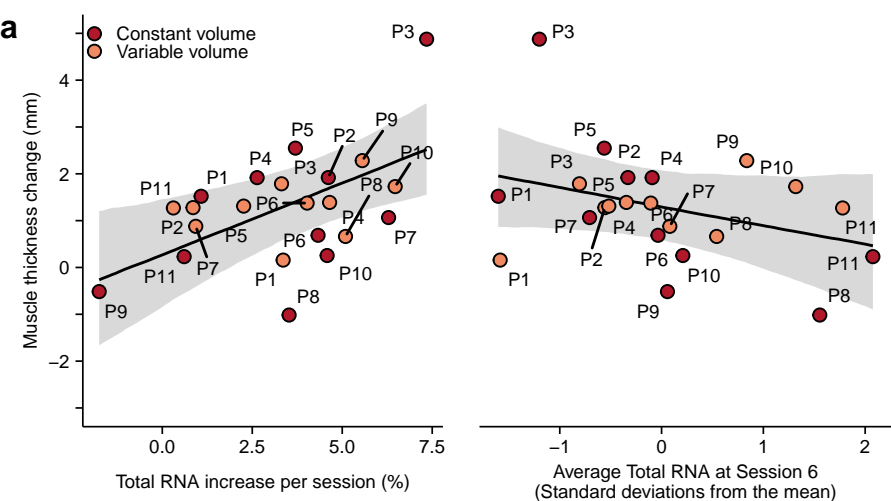 a
Constant volume
Variable volume
Muscle thickness change (mm)
4
2
0
−2
P3
P9
P5
P2
P10
P4
P3
P1
P8
P11
P6
P2
P5
P4
P7
P6
P7
P11
P1
P10
P9
P8
0.0
2.5
5.0
7.5
Total RNA increase per session (%)
P3
P5
P2
P9
P4
P10
P3
P5
P7
P1
P6
P8
P7
P4
P11
P2
P6
P11
P1
P10
P9
P8
−1
0
1
2
Average Total RNA at Session 6
(Standard deviations from the mean)